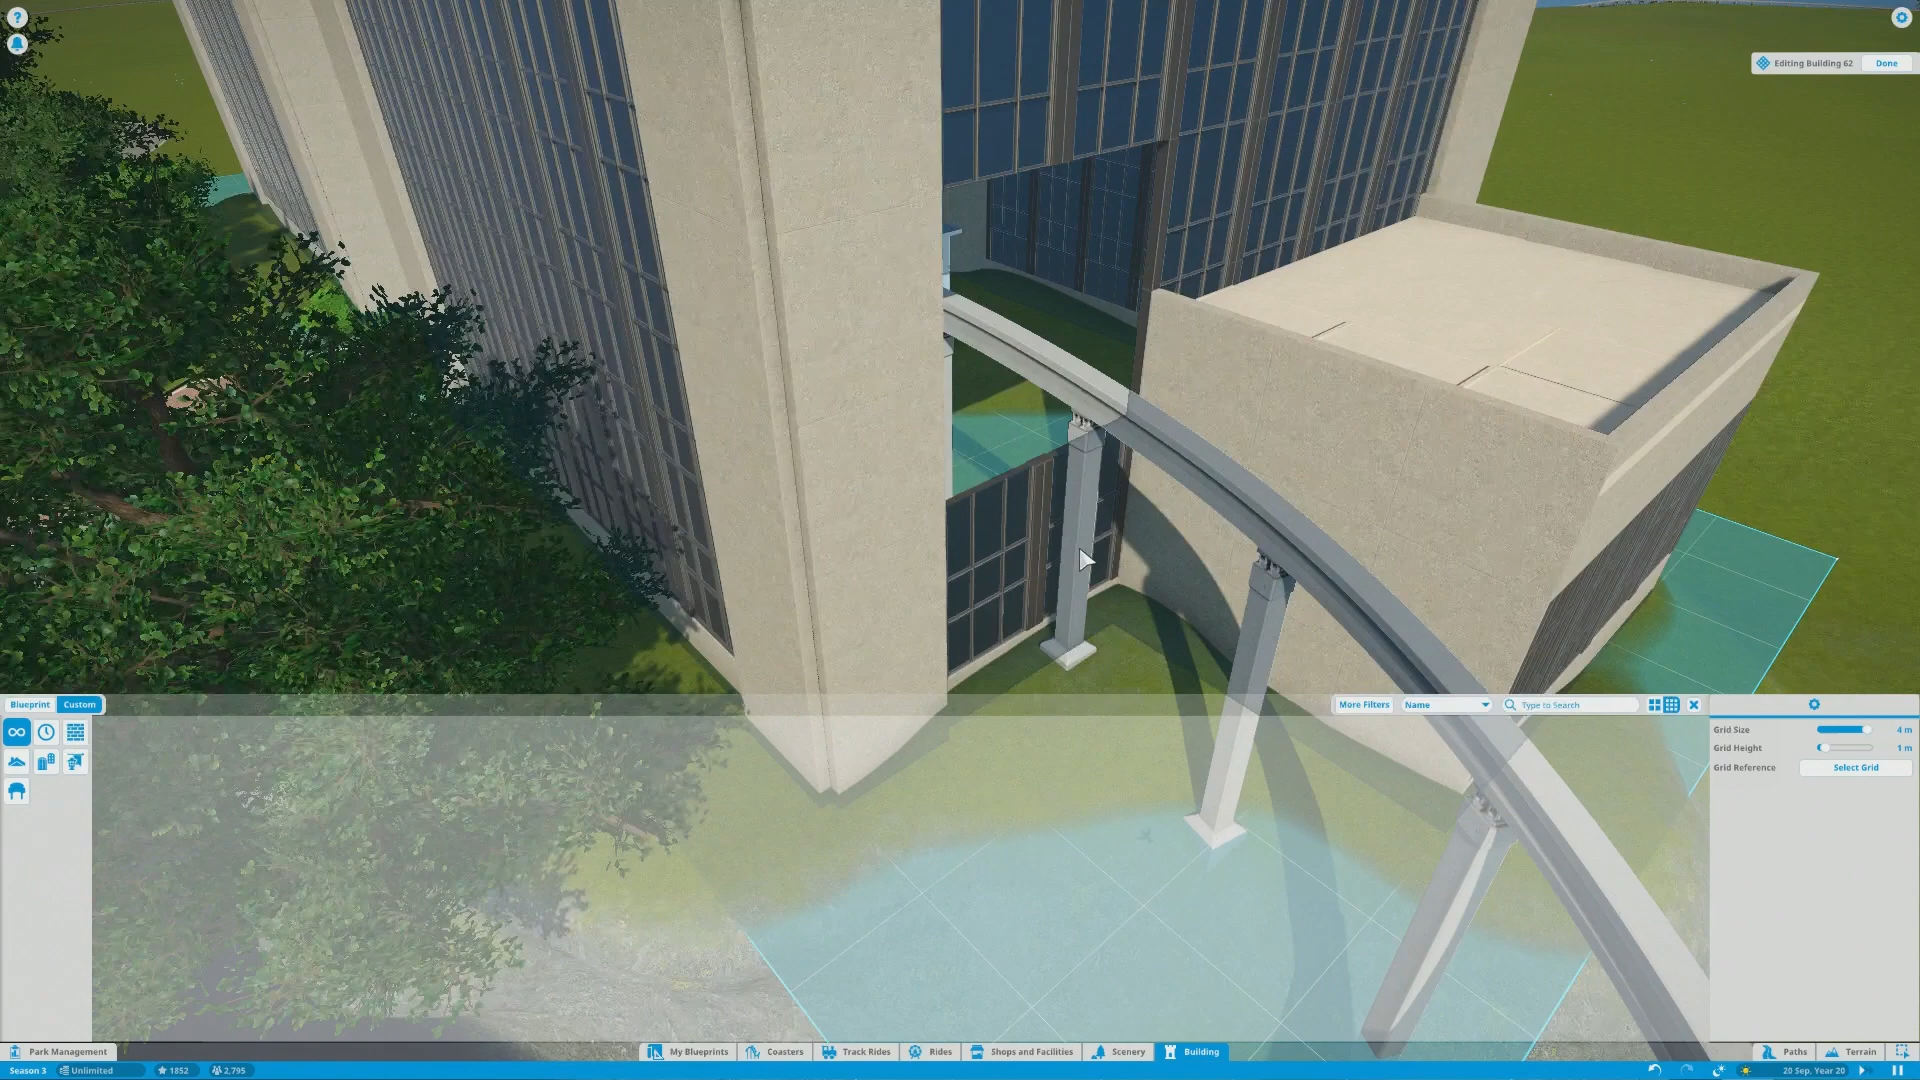 ?
Editing Building 62 Done
Blueprint Custom
More Filters Name Type to Search
Grid Size 4 m
Grid Height 1 m
Grid Reference Select Grid
Park Management My Blueprints Coasters Track Rides Rides Shops and Facilities Scenery Building Paths Terrain
Season 3 Unlimited 1852 2,795 20 Sep, Year 20